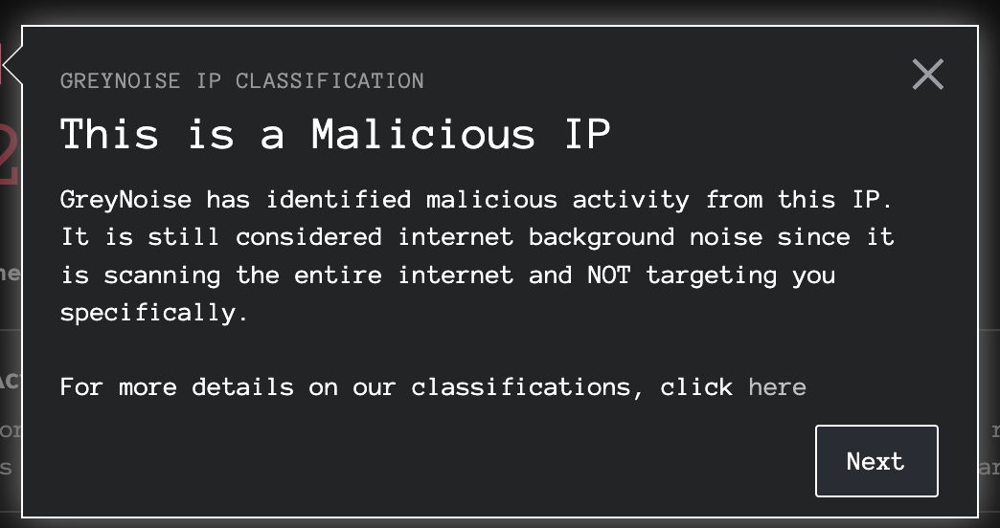 GREYNOISE IP CLASSIFICATION
This is a Malicious IP
GreyNoise has identified malicious activity from this IP.
It is still considered internet background noise since it
is scanning the entire internet and NOT targeting you
specifically.
For more details on our classifications, click here
Next